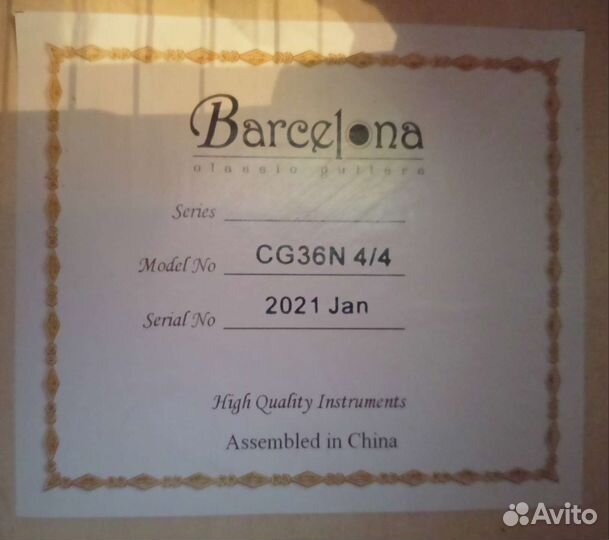 Barcelona
classic guitars
Series
Model No CG36N 4/4
Serial No 2021 Jan
High Quality Instruments
Assembled in China
Avito